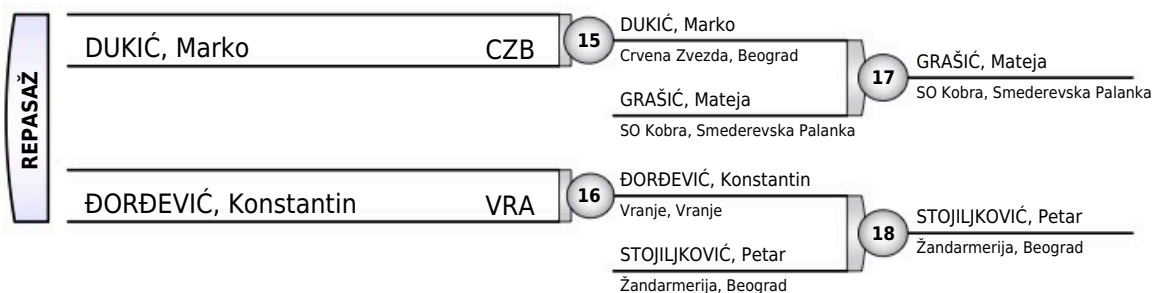 REPASAŽ
DUKIĆ, Marko CZB
15
DUKIĆ, Marko
Crvena Zvezda, Beograd
GRAŠIĆ, Mateja
SO Kobra, Smederevska Palanka
17
GRAŠIĆ, Mateja
SO Kobra, Smederevska Palanka
ĐORĐEVIĆ, Konstantin VRA
16
ĐORĐEVIĆ, Konstantin
Vranje, Vranje
STOJILJKOVIĆ, Petar
Žandarmerija, Beograd
18
STOJILJKOVIĆ, Petar
Žandarmerija, Beograd